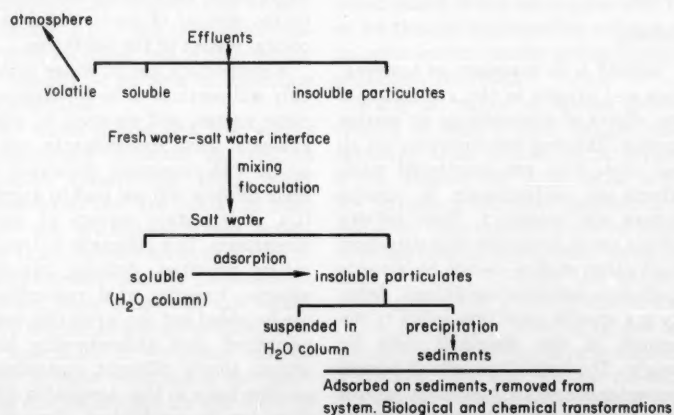 atmosphere
Effluents
volatile soluble insoluble particulates
Fresh water-salt water interface
mixing
flocculation
Salt water
adsorption
soluble insoluble particulates
(H₂O column)
suspended in precipitation
H₂O column
sediments
Adsorbed on sediments, removed from
system. Biological and chemical transformations